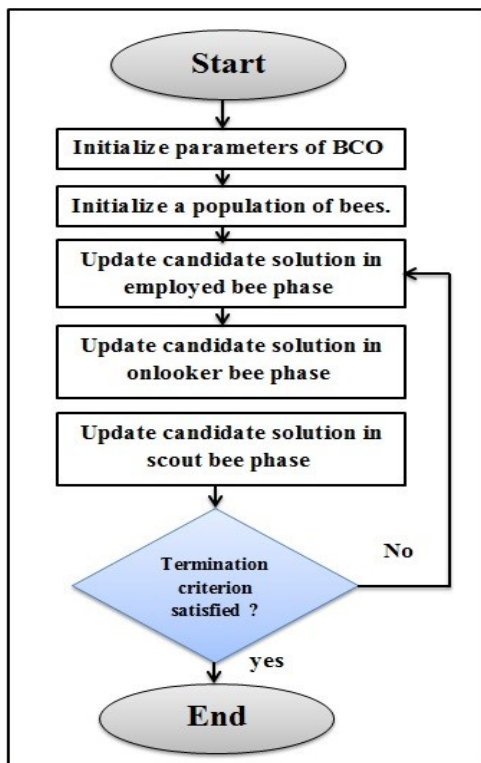 Start
Initialize parameters of BCO
Initialize a population of bees.
Update candidate solution in
employed bee phase
Update candidate solution in
onlooker bee phase
Update candidate solution in
scout bee phase
Termination
criterion
satisfied ?
No
yes
End